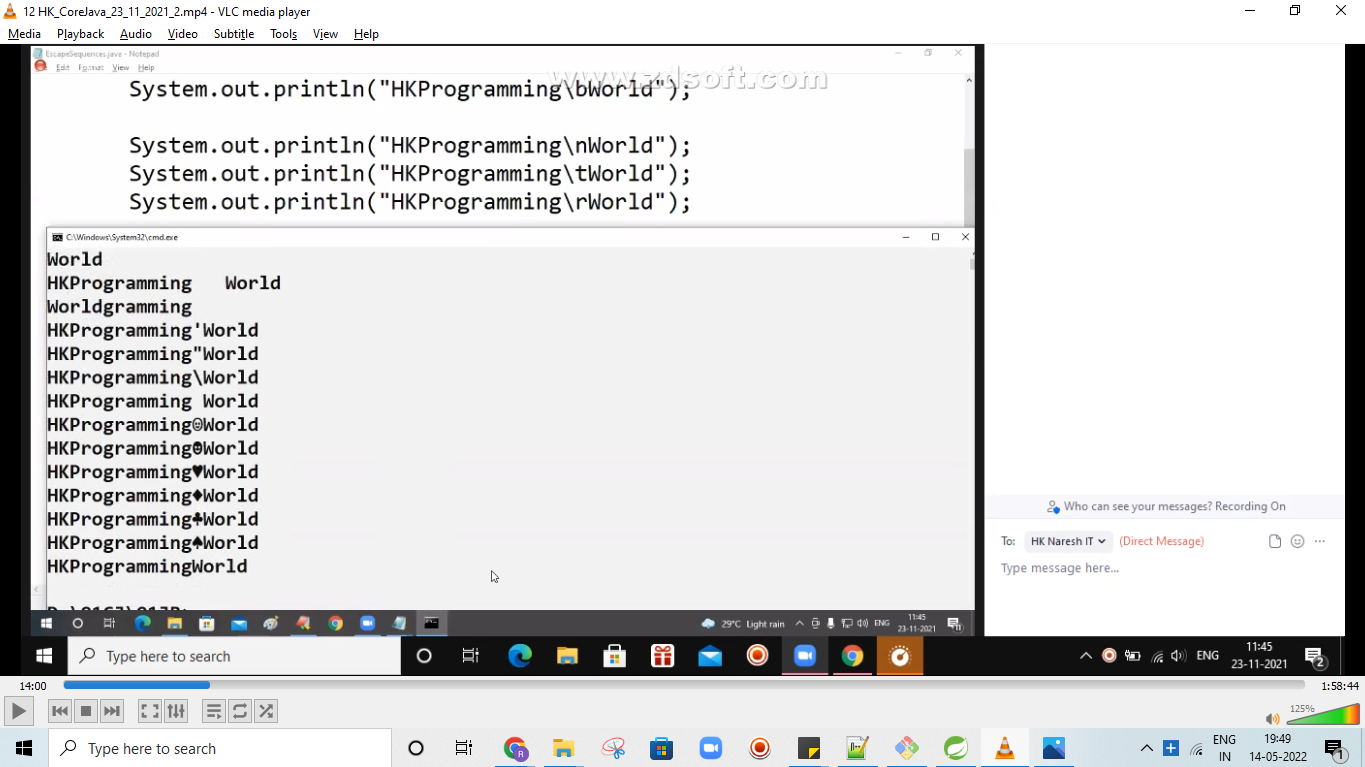 12 HK_CoreJava_23_11_2021_2.mp4 - VLC media player
Media Playback Audio Video Subtitle Tools View Help
EscapeSequences.java - Notepad
Edit Format View Help
www.zdsoft.com
System.out.println("HKProgramming\bWorld");
System.out.println("HKProgramming\nWorld");
System.out.println("HKProgramming\tWorld");
System.out.println("HKProgramming\rWorld");
C:\Windows\System32\cmd.exe
World
HKProgramming   World
Worldgramming
HKProgramming'World
HKProgramming"World
HKProgramming\World
HKProgramming World
HKProgramming☺World
HKProgramming☻World
HKProgramming♥World
HKProgramming♦World
HKProgramming♣World
HKProgramming♠World
HKProgrammingWorld
Who can see your messages? Recording On
To: HK Naresh IT (Direct Message)
Type message here...
29°C Light rain ENG 11:45
23-11-2021
Type here to search
ENG 11:45
23-11-2021
2
14:00
1:58:44
125%
Type here to search
R
ENG 19:49
IN 14-05-2022
1